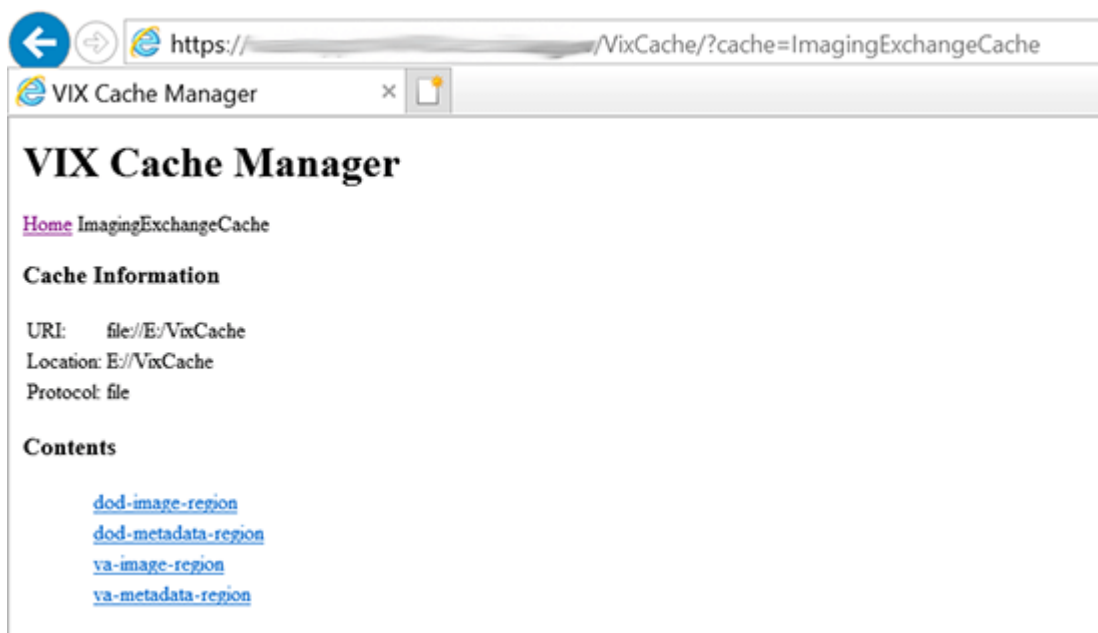 https:// /VixCache/?cache=ImagingExchangeCache
VIX Cache Manager
VIX Cache Manager
Home ImagingExchangeCache
Cache Information
URI: file://E:/VixCache
Location: E://VixCache
Protocol: file
Contents
dod-image-region
dod-metadata-region
va-image-region
va-metadata-region